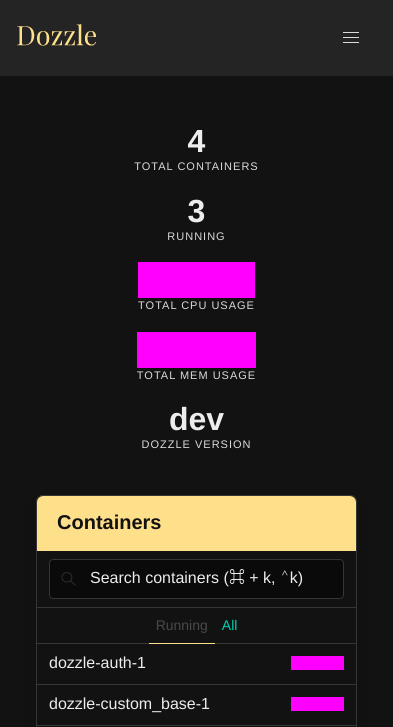 Dozzle
4
TOTAL CONTAINERS
3
RUNNING
TOTAL CPU USAGE
TOTAL MEM USAGE
dev
DOZZLE VERSION
Containers
Search containers (⌘ + k, ⌃k)
Running All
dozzle-auth-1
dozzle-custom_base-1